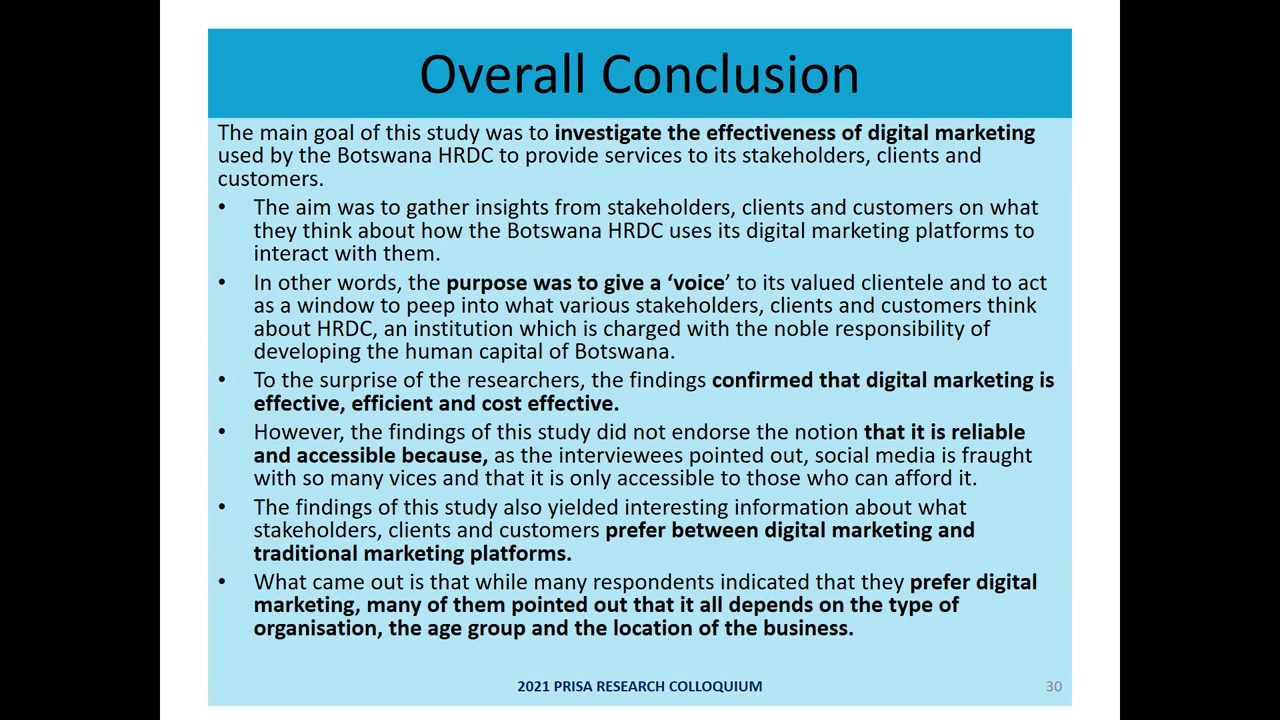 Overall Conclusion
The main goal of this study was to investigate the effectiveness of digital marketing
used by the Botswana HRDC to provide services to its stakeholders, clients and
customers.
• The aim was to gather insights from stakeholders, clients and customers on what
they think about how the Botswana HRDC uses its digital marketing platforms to
interact with them.
• In other words, the purpose was to give a ‘voice’ to its valued clientele and to act
as a window to peep into what various stakeholders, clients and customers think
about HRDC, an institution which is charged with the noble responsibility of
developing the human capital of Botswana.
• To the surprise of the researchers, the findings confirmed that digital marketing is
effective, efficient and cost effective.
• However, the findings of this study did not endorse the notion that it is reliable
and accessible because, as the interviewees pointed out, social media is fraught
with so many vices and that it is only accessible to those who can afford it.
• The findings of this study also yielded interesting information about what
stakeholders, clients and customers prefer between digital marketing and
traditional marketing platforms.
• What came out is that while many respondents indicated that they prefer digital
marketing, many of them pointed out that it all depends on the type of
organisation, the age group and the location of the business.
2021 PRISA RESEARCH COLLOQUIUM
30